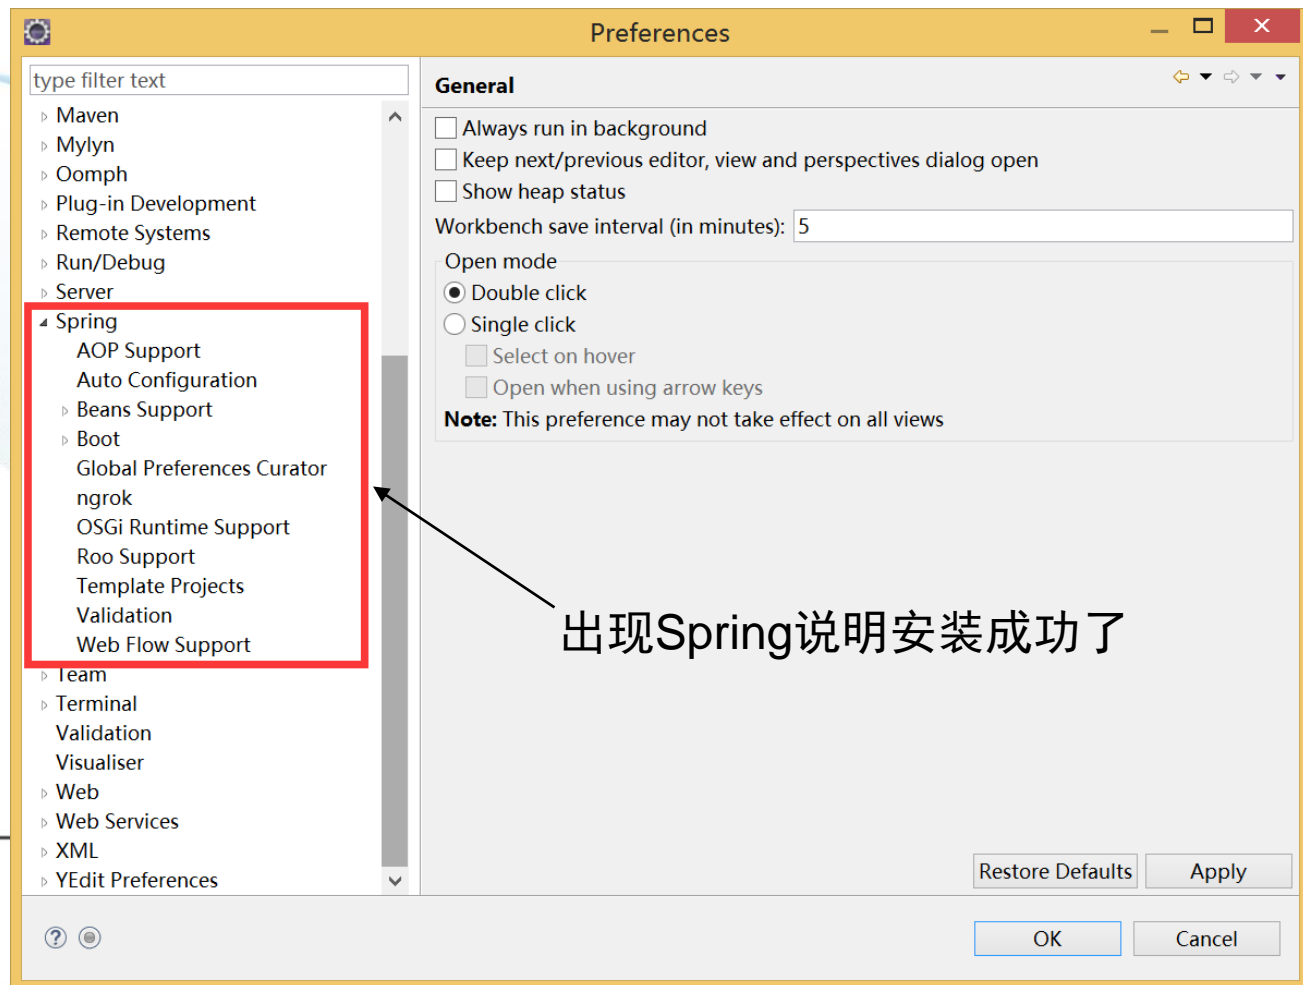 Preferences
type filter text
Maven
Mylyn
Oomph
Plug-in Development
Remote Systems
Run/Debug
Server
Spring
AOP Support
Auto Configuration
Beans Support
Boot
Global Preferences Curator
ngrok
OSGi Runtime Support
Roo Support
Template Projects
Validation
Web Flow Support
Team
Terminal
Validation
Visualiser
Web
Web Services
XML
YEdit Preferences
General
Always run in background
Keep next/previous editor, view and perspectives dialog open
Show heap status
Workbench save interval (in minutes): 5
Open mode
Double click
Single click
Select on hover
Open when using arrow keys
Note: This preference may not take effect on all views
出现Spring说明安装成功了
Restore Defaults Apply
OK Cancel